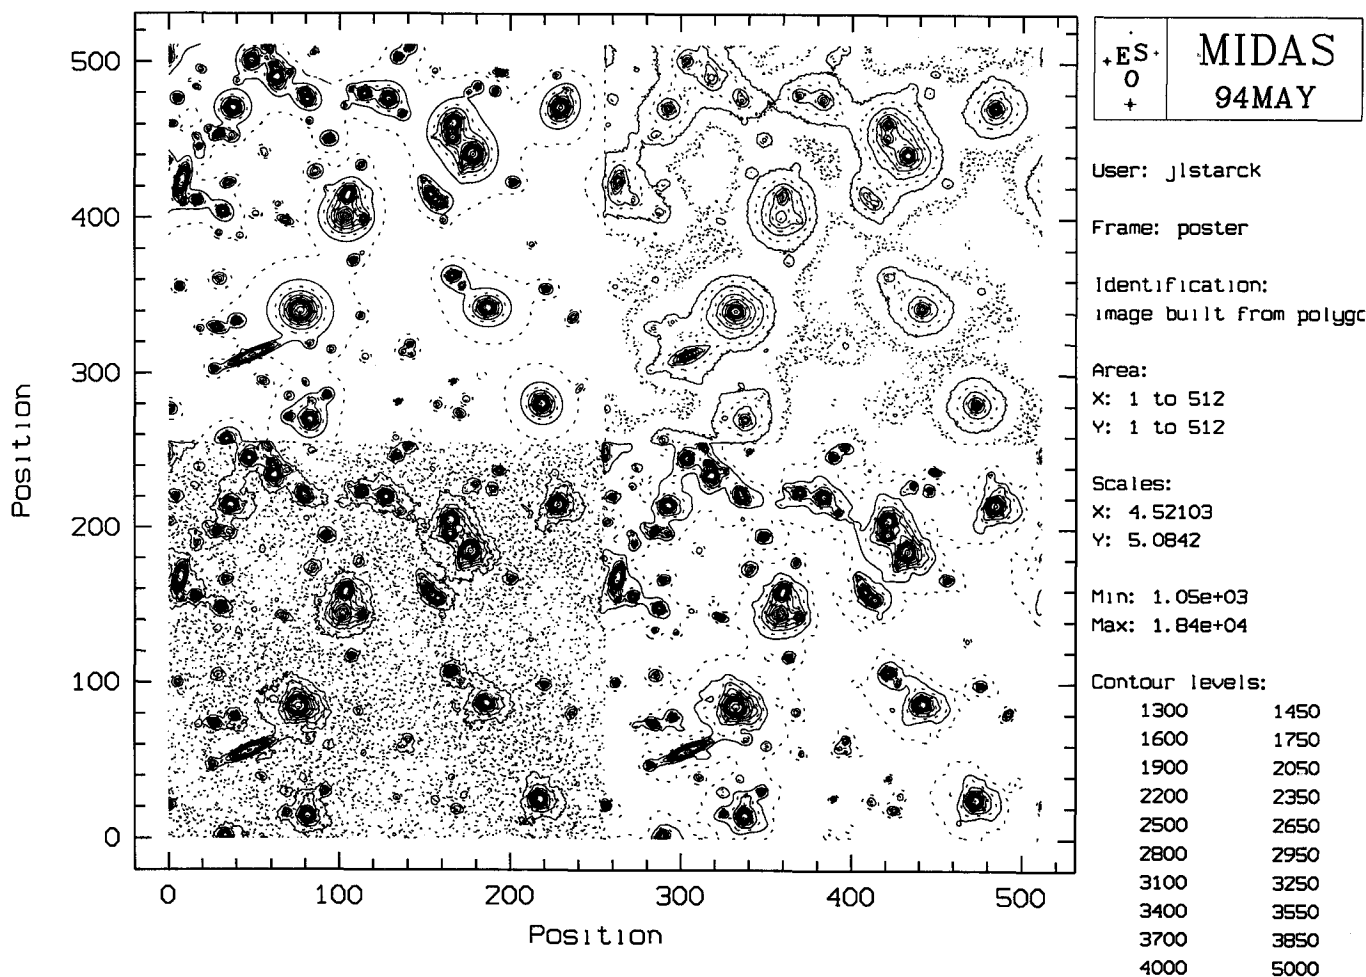 ES
O
MIDAS
94MAY
User: jlstarck
Frame: poster
Identification:
image built from polygo
Area:
X: 1 to 512
Y: 1 to 512
Scales:
X: 4.52103
Y: 5.0842
Min: 1.05e+03
Max: 1.84e+04
Contour levels:
1300 1450
1600 1750
1900 2050
2200 2350
2500 2650
2800 2950
3100 3250
3400 3550
3700 3850
4000 5000
Position
500
400
300
200
100
0
0 100 200 300 400 500
Position